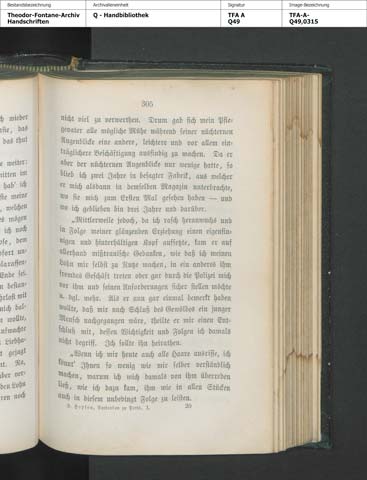 Bestandsbezeichnung
Theodor-Fontane-Archiv
Handschriften
Archivalieneinheit
Q - Handbibliothek
Signatur
TFA A
Q49
Image-Bezeichnung
TFA-A-
Q49,0315
305
nicht viel zu verwerthen. Drum gab sich mein Pfle-
gevater alle mögliche Mühe während seiner nüchternen
Augenblicke eine andere, leichtere und vor allem ein-
träglichere Beschäftigung ausfindig zu machen. Da er
aber der nüchternen Augenblicke nur wenige hatte, so
blieb ich zwei Jahre in besagter Fabrik, aus welcher
er mich alsdann in demselben Magazin unterbrachte,
wo sie mich zum Ersten Mal gesehen haben — und
wo ich geblieben bin drei Jahre und darüber.
„Mittlerweile jedoch, da ich rasch heranwuchs und
in Folge meiner glänzenden Erziehung einen eigensin-
nigen und hinterhältigen Kopf aufsetzte, kam er auf
allerhand mißtrauische Gedanken, wie daß ich meinen
Lohn mir selbst zu Nutze machen, in ein anderes ihm
fremdes Geschäft treten oder gar durch die Polizei mich
vor ihm und seinen Anforderungen sicher stellen möchte
u. dgl. mehr. Als er nun gar einmal bemerkt haben
wollte, daß mir nach Schluß des Gewölbes ein junger
Mensch nachgegangen wäre, theilte er mir einen Ent-
schluß mit, dessen Wichtigkeit und Folgen ich damals
nicht begriff. Ich sollte ihn heirathen.
„Wenn ich mir heute auch alle Haare ausriffe, ich
könnt' Ihnen so wenig wie mir selber verständlich
machen, warum ich mich damals von ihm überreden
ließ, wie ich dazu kam, ihm wie in allen Stücken
auch in diesem unbedingt Folge zu leisten.
20